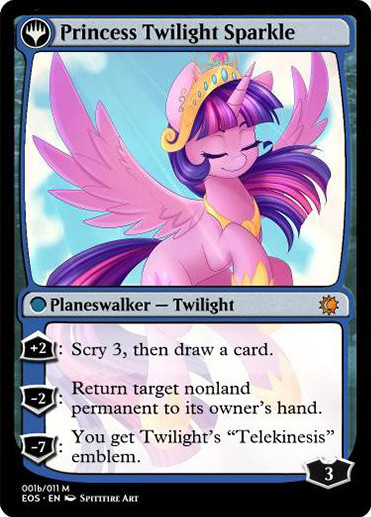 Princess Twilight Sparkle
Planeswalker — Twilight
+2: Scry 3, then draw a card.
-2: Return target nonland
permanent to its owner's hand.
-7: You get Twilight's “Telekinesis”
emblem.
3
001b/011 M
EOS - EN Spitfire Art